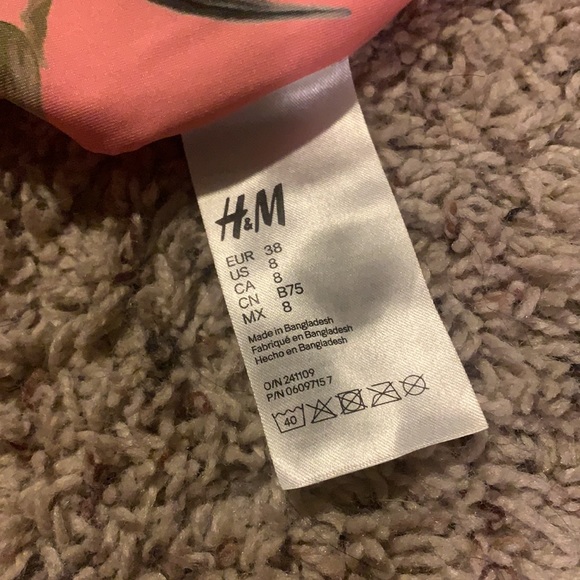 H&M
EUR 38
US 8
CA 8
CN B75
MX 8
Made in Bangladesh
Fabriqué en Bangladesh
Hecho en Bangladesh
O/N 241109
P/N 0609715 7
40